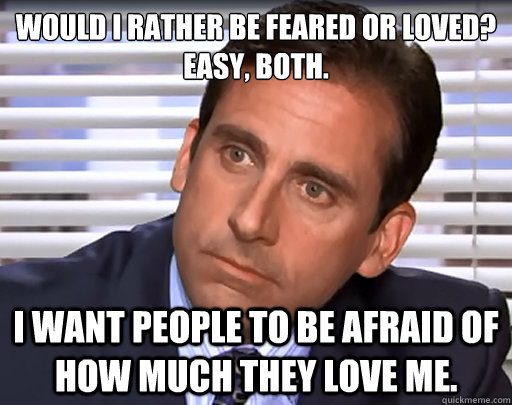 WOULD I RATHER BE FEARED OR LOVED?
EASY, BOTH.
I WANT PEOPLE TO BE AFRAID OF
HOW MUCH THEY LOVE ME.
quickmeme.com